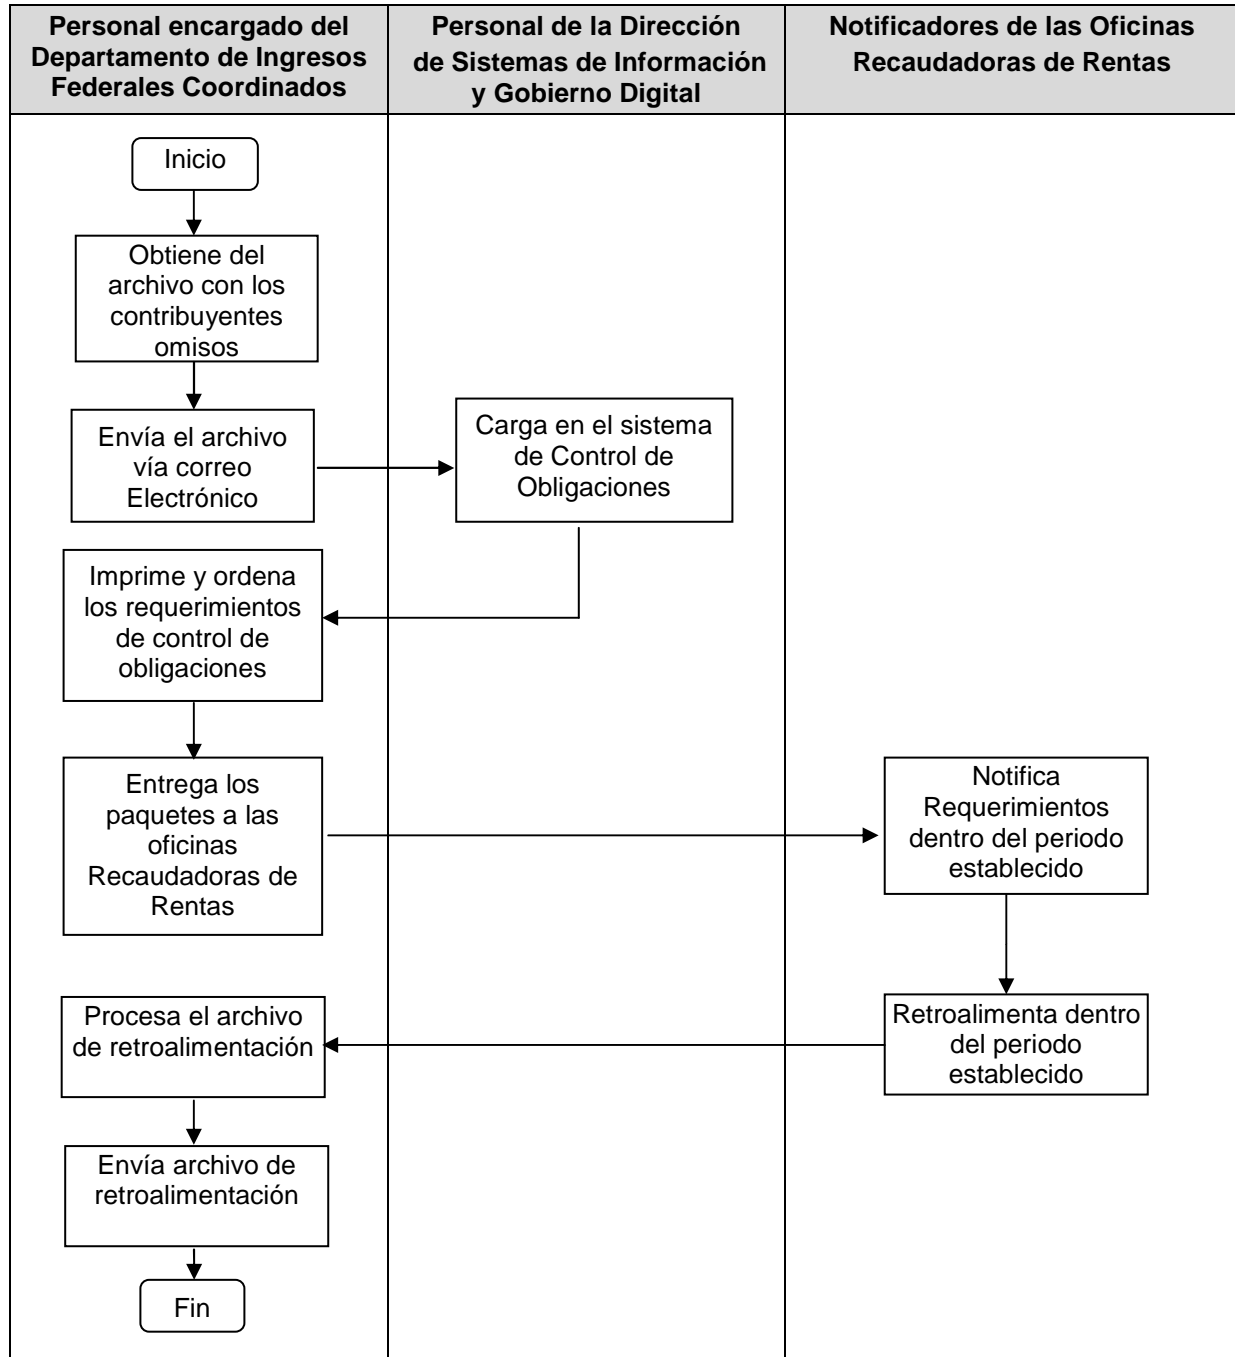 Personal encargado del
Departamento de Ingresos
Federales Coordinados
Personal de la Dirección
de Sistemas de Información
y Gobierno Digital
Notificadores de las Oficinas
Recaudadoras de Rentas
Inicio
Obtiene del
archivo con los
contribuyentes
omisos
Envía el archivo
vía correo
Electrónico
Carga en el sistema
de Control de
Obligaciones
Imprime y ordena
los requerimientos
de control de
obligaciones
Entrega los
paquetes a las
oficinas
Recaudadoras de
Rentas
Notifica
Requerimientos
dentro del periodo
establecido
Retroalimenta dentro
del periodo
establecido
Procesa el archivo
de retroalimentación
Envía archivo de
retroalimentación
Fin